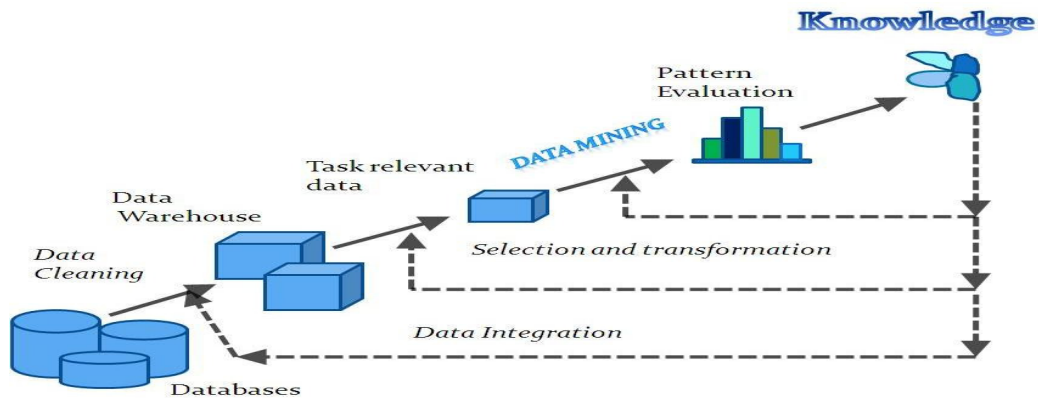 Knowledge
Pattern
Evaluation
DATA MINING
Task relevant
data
Data
Warehouse
Selection and transformation
Data
Cleaning
Data Integration
Databases